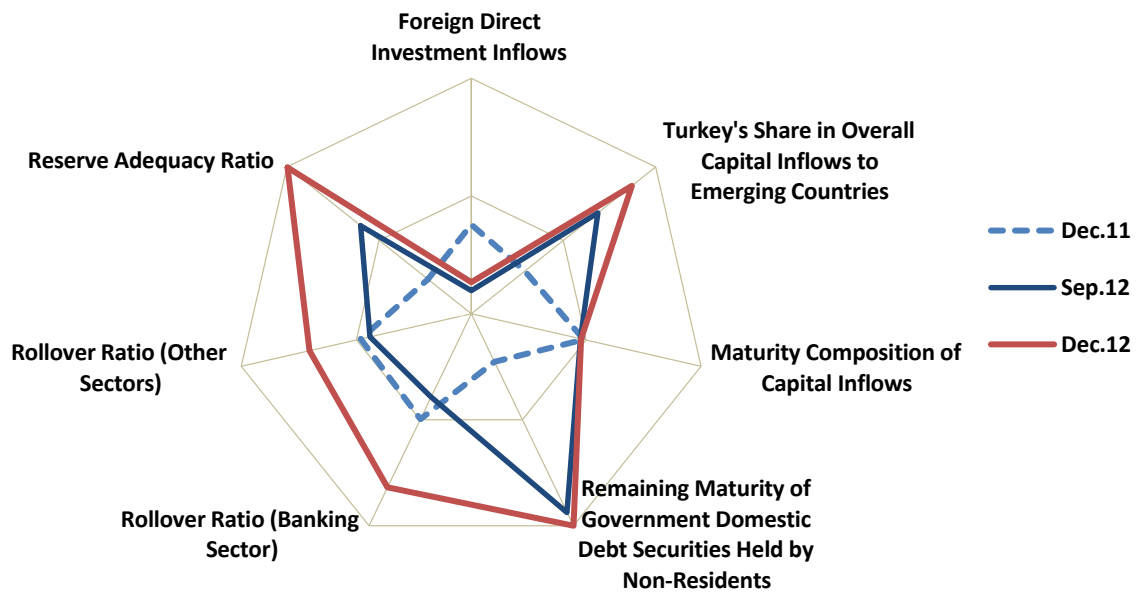 Foreign Direct
Investment Inflows
Turkey's Share in Overall
Capital Inflows to
Emerging Countries
Maturity Composition of
Capital Inflows
Remaining Maturity of
Government Domestic
Debt Securities Held by
Non-Residents
Rollover Ratio (Banking
Sector)
Rollover Ratio (Other
Sectors)
Reserve Adequacy Ratio
Dec.11
Sep.12
Dec.12